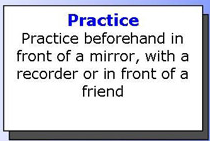 Practice
Practice beforehand in
front of a mirror, with a
recorder or in front of a
friend